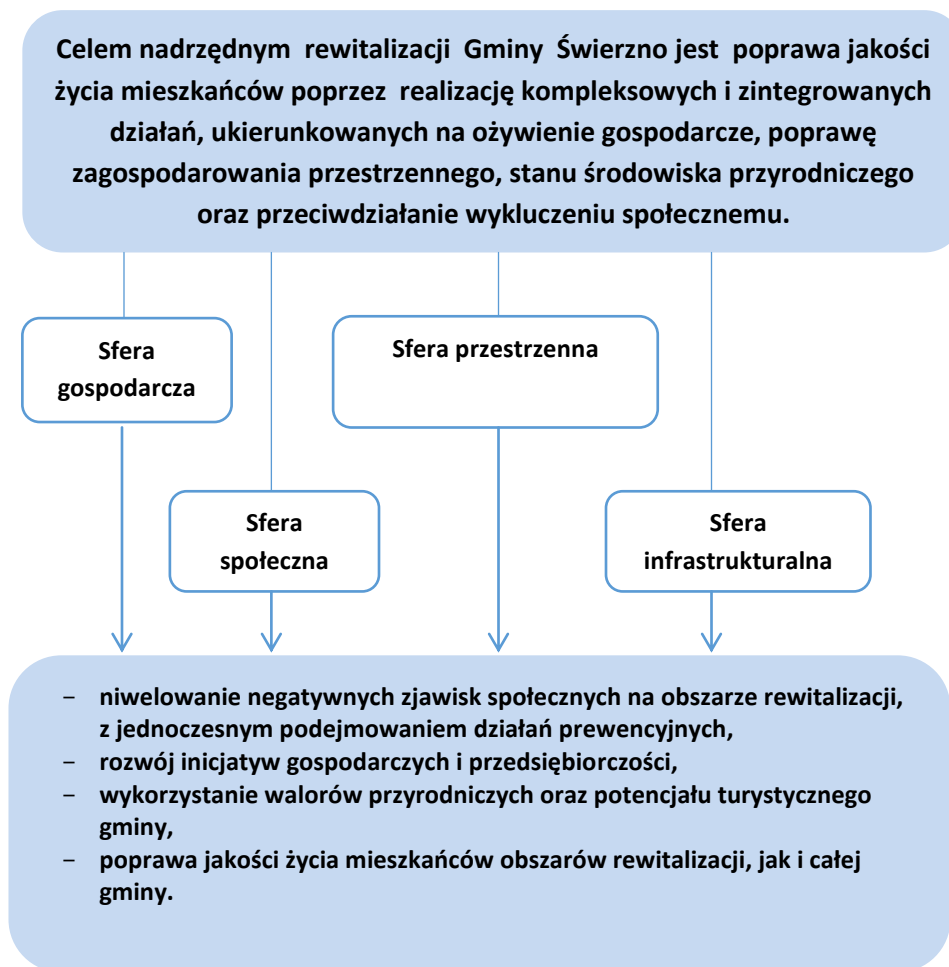 Celem nadrzędnym rewitalizacji Gminy Świerzno jest poprawa jakości
życia mieszkańców poprzez realizację kompleksowych i zintegrowanych
działań, ukierunkowanych na ożywienie gospodarcze, poprawę
zagospodarowania przestrzennego, stanu środowiska przyrodniczego
oraz przeciwdziałanie wykluczeniu społecznemu.
Sfera
gospodarcza
Sfera przestrzenna
Sfera
społeczna
Sfera
infrastrukturalna
– niwelowanie negatywnych zjawisk społecznych na obszarze rewitalizacji,
z jednoczesnym podejmowaniem działań prewencyjnych,
– rozwój inicjatyw gospodarczych i przedsiębiorczości,
– wykorzystanie walorów przyrodniczych oraz potencjału turystycznego
gminy,
– poprawa jakości życia mieszkańców obszarów rewitalizacji, jak i całej
gminy.